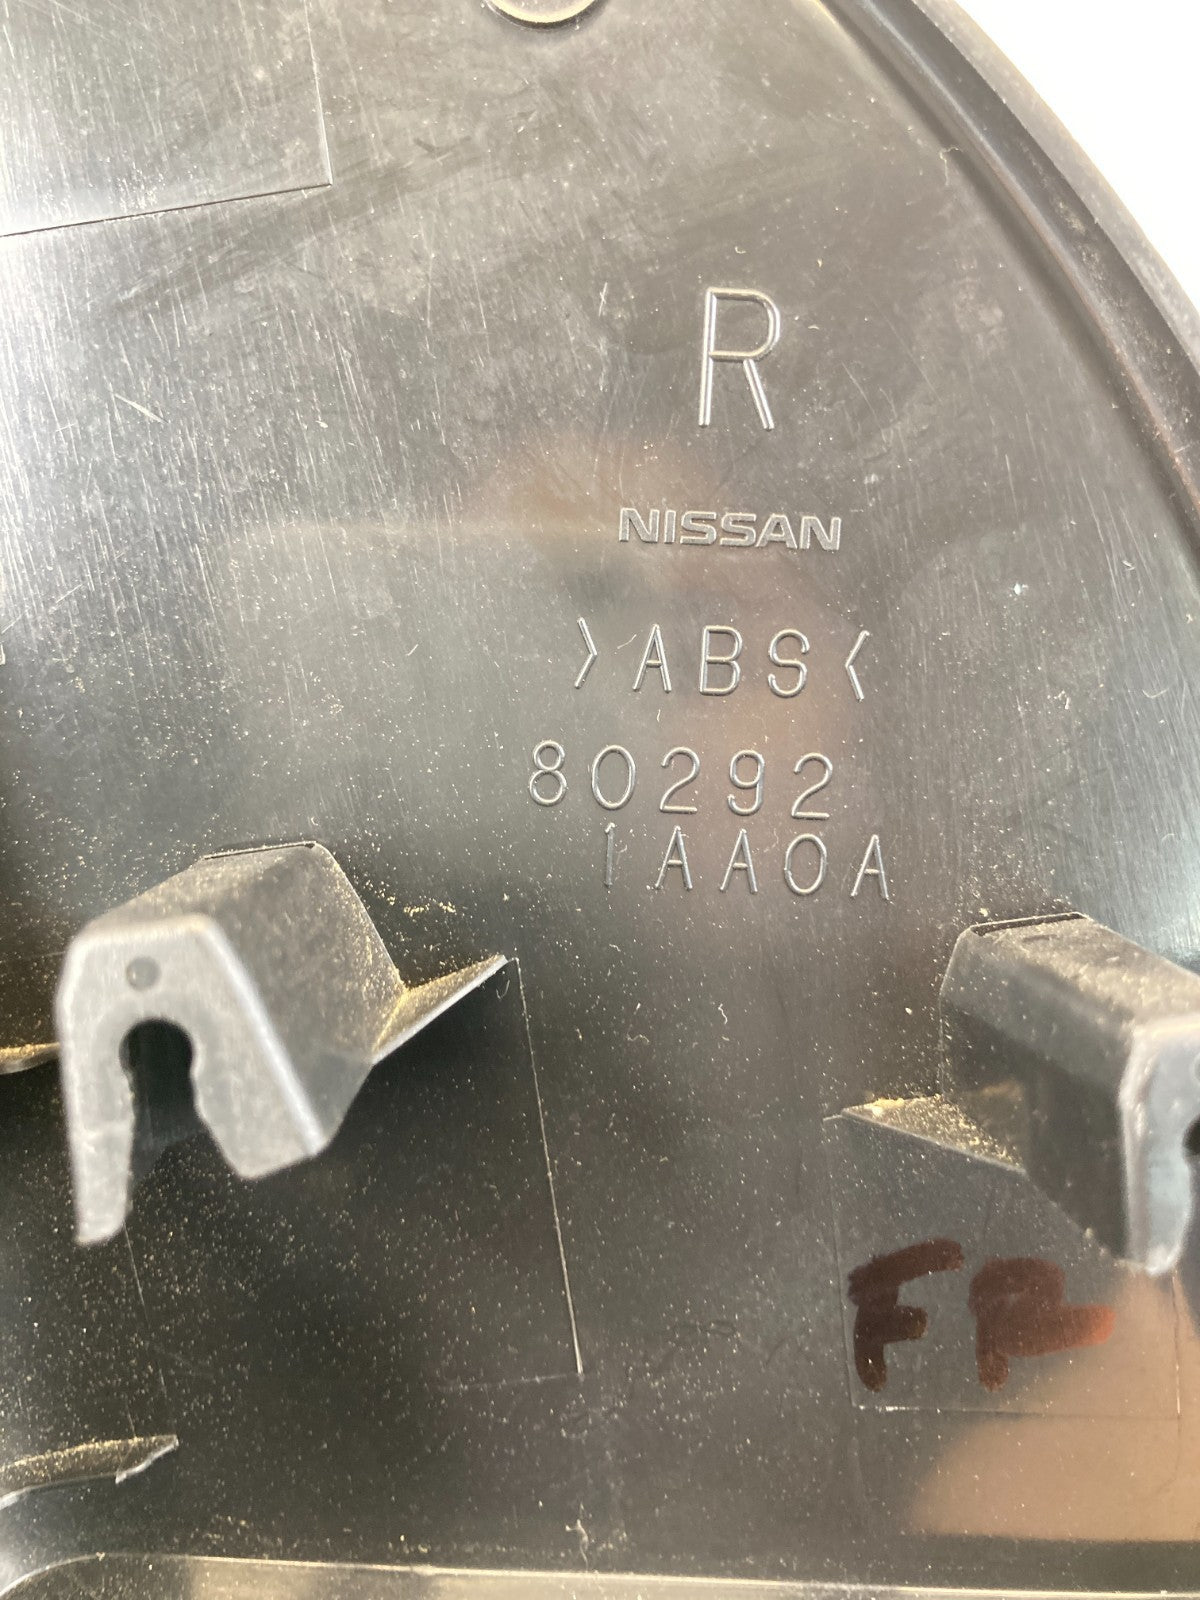 R
NISSAN
>ABS<
80292
1AA0A
FR